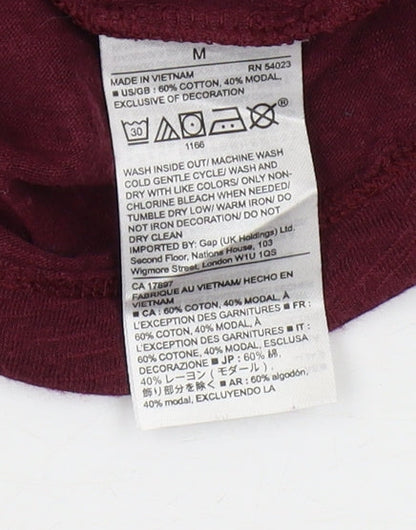 M
MADE IN VIETNAM RN 54023
■ US/GB : 60% COTTON, 40% MODAL,
EXCLUSIVE OF DECORATION
30 ®
1166
WASH INSIDE OUT/ MACHINE WASH
COLD GENTLE CYCLE/ WASH AND
DRY WITH LIKE COLORS/ ONLY NON-
CHLORINE BLEACH WHEN NEEDED/
TUMBLE DRY LOW/ WARM IRON/ DO
NOT IRON DECORATION/ DO NOT
DRY CLEAN
IMPORTED BY: Gap (UK Holdings) Ltd.
Second Floor, Nations House, 103
Wigmore Street, London W1U 1QS
CA 17897
FABRIQUÉ AU VIETNAM/ HECHO EN
VIETNAM
■ CA : 60% COTON, 40% MODAL, À
L'EXCEPTION DES GARNITURES ■ FR :
60% COTON, 40% MODAL, À
L'EXCEPTION DES GARNITURES ■ IT :
60% COTONE, 40% MODAL, ESCLUSA
DECORAZIONE ■ JP : 60% 綿,
40% レーヨン (モダール),
飾り部分を除く ■ AR : 60% algodón,
40% modal, EXCLUYENDO LA